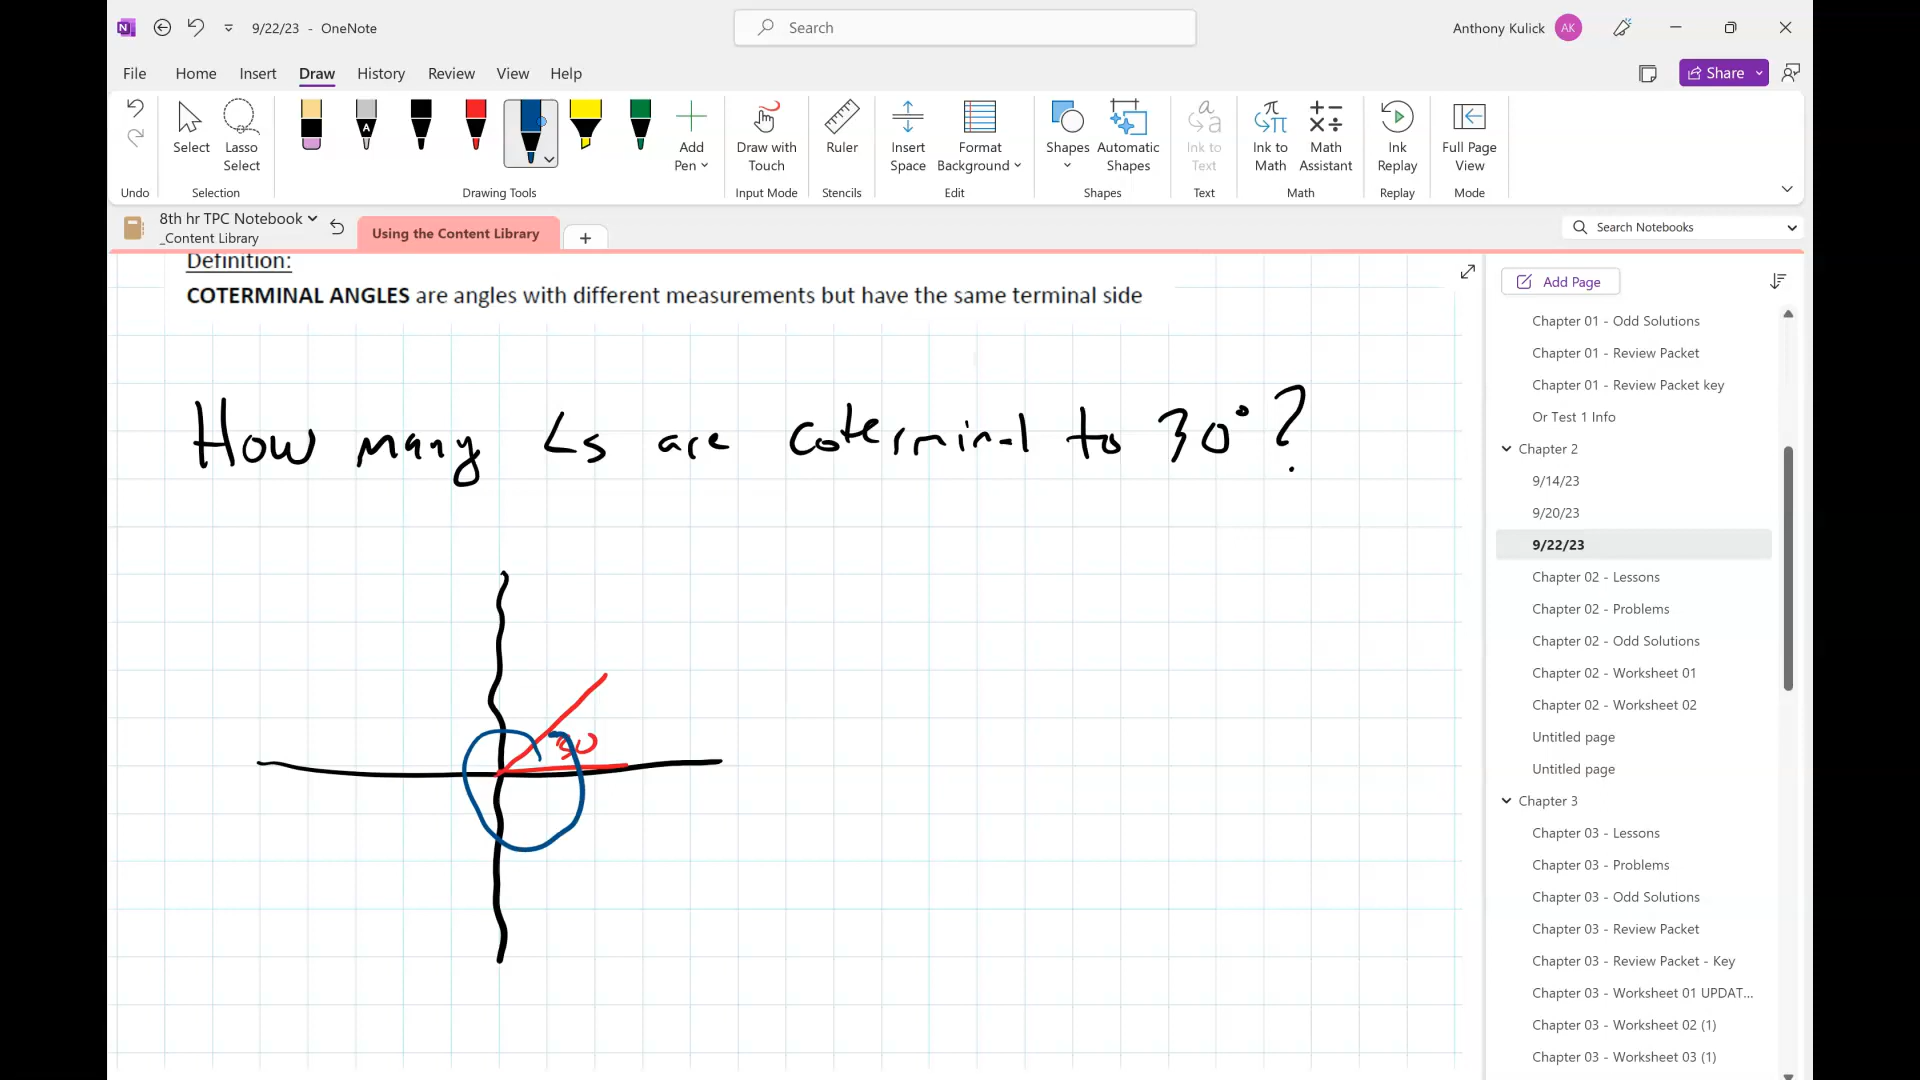 9/22/23 - OneNote
Search
Anthony Kulick AK
File Home Insert Draw History Review View Help
Share
Select
Lasso Select
A
Add Pen
Draw with Touch
Ruler
Insert Space
Format Background
Shapes
Automatic Shapes
a
a
Ink to Text
Ink to Math
Math Assistant
Ink Replay
Full Page View
Undo Selection Drawing Tools Input Mode Stencils Edit Shapes Text Math Replay Mode
8th hr TPC Notebook
_Content Library
Using the Content Library
Search Notebooks
Definition:
COTERMINAL ANGLES are angles with different measurements but have the same terminal side
How many ∠s are coterminal to 30°?
30
Add Page
Chapter 01 - Odd Solutions
Chapter 01 - Review Packet
Chapter 01 - Review Packet key
Or Test 1 Info
Chapter 2
9/14/23
9/20/23
9/22/23
Chapter 02 - Lessons
Chapter 02 - Problems
Chapter 02 - Odd Solutions
Chapter 02 - Worksheet 01
Chapter 02 - Worksheet 02
Untitled page
Untitled page
Chapter 3
Chapter 03 - Lessons
Chapter 03 - Problems
Chapter 03 - Odd Solutions
Chapter 03 - Review Packet
Chapter 03 - Review Packet - Key
Chapter 03 - Worksheet 01 UPDAT...
Chapter 03 - Worksheet 02 (1)
Chapter 03 - Worksheet 03 (1)